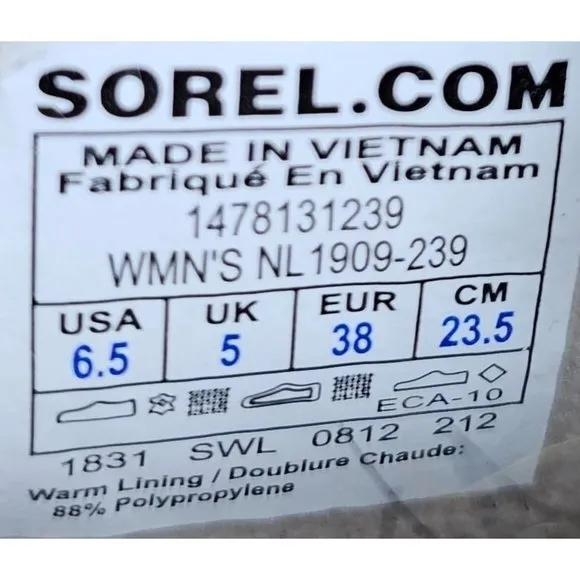 SOREL.COM
MADE IN VIETNAM
Fabriqué En Vietnam
1478131239
WMN'S NL1909-239
USA UK EUR CM
6.5 5 38 23.5
ECA-10
1831 SWL 0812 212
Warm Lining / Doublure Chaude:
88% Polypropylene